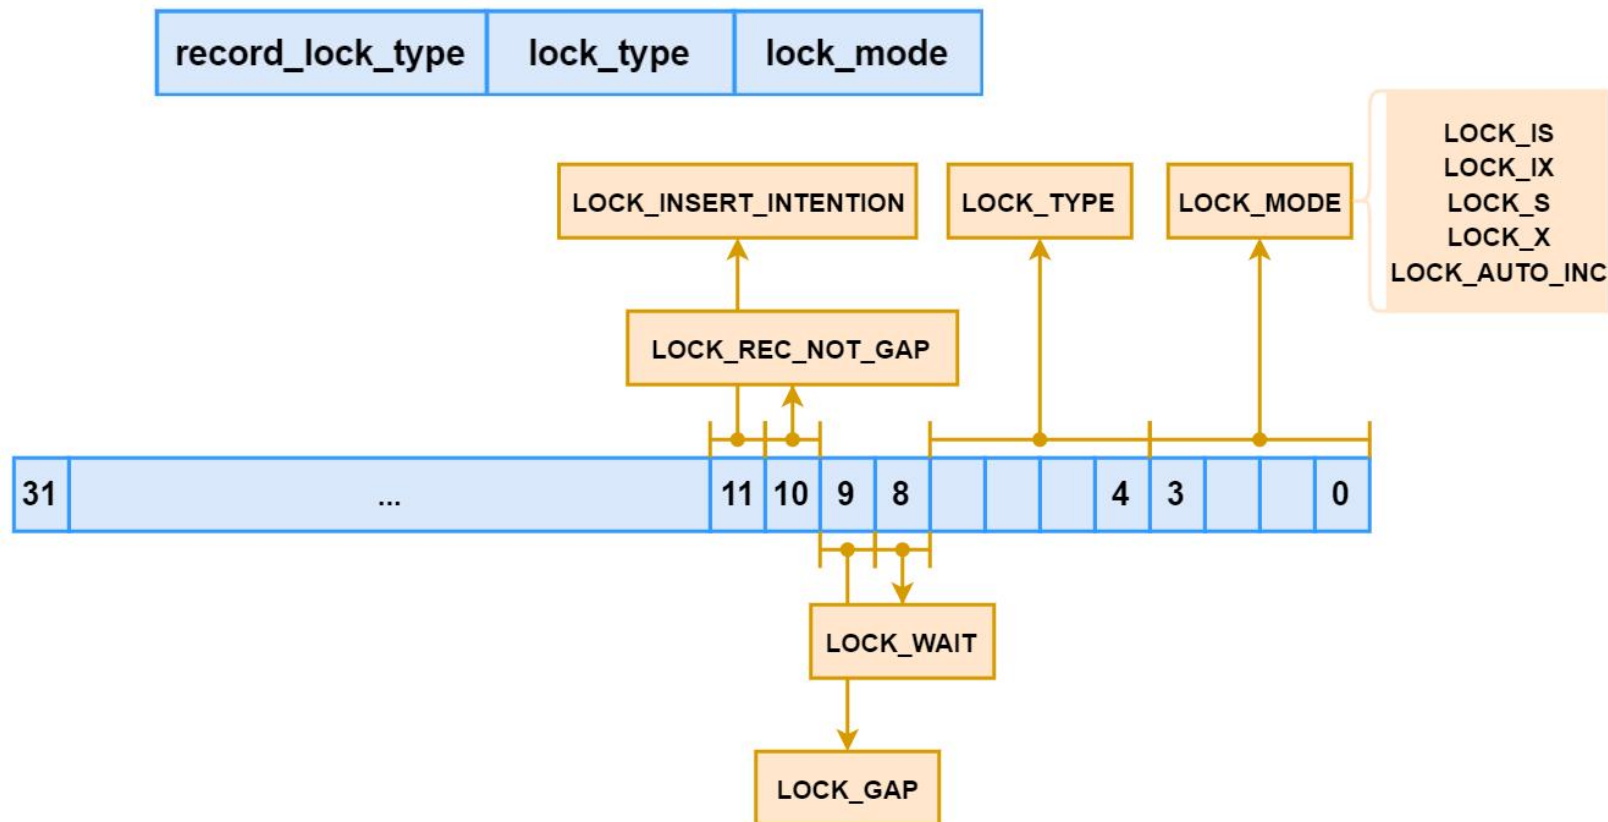 record_lock_type lock_type lock_mode
LOCK_IS
LOCK_IX
LOCK_S
LOCK_X
LOCK_AUTO_INC
LOCK_INSERT_INTENTION LOCK_TYPE LOCK_MODE
LOCK_REC_NOT_GAP
31 ... 11 10 9 8 4 3 0
LOCK_WAIT
LOCK_GAP